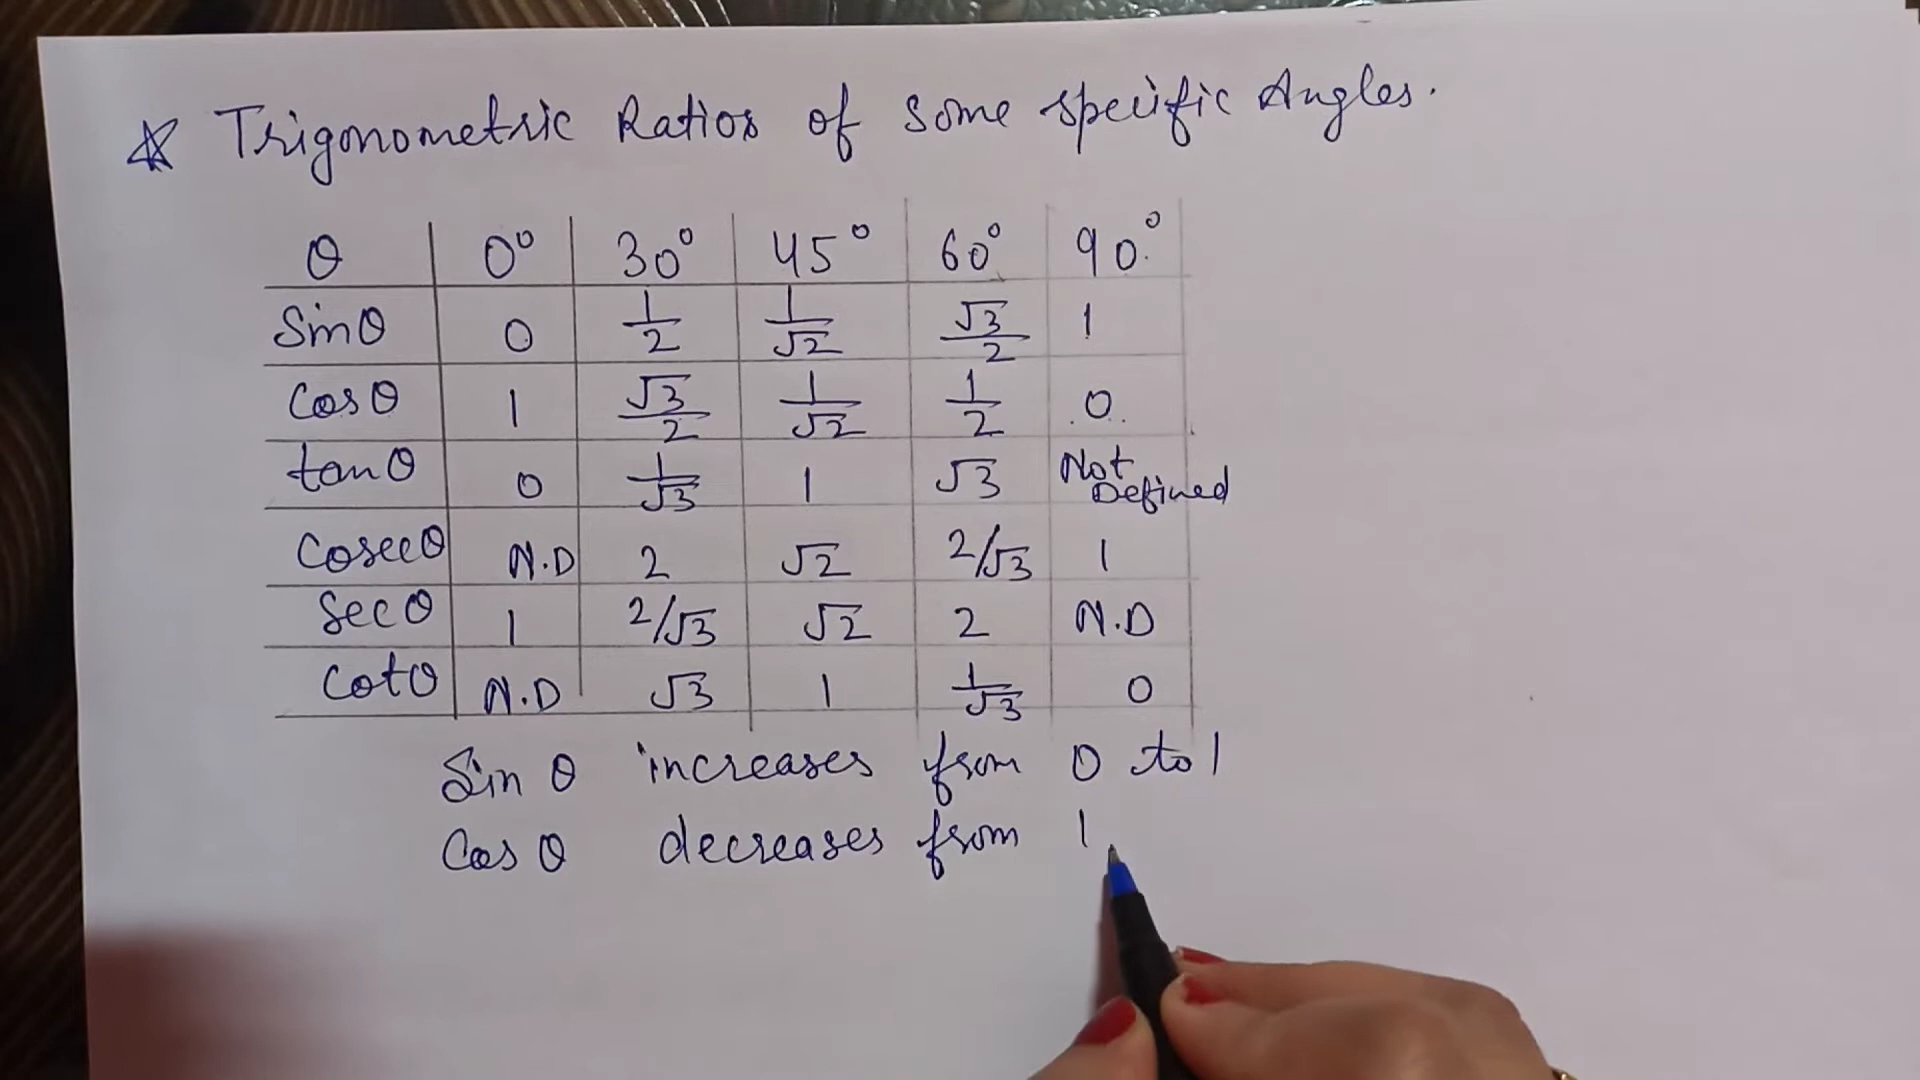 ☆ Trigonometric Ratios of Some specific Angles.
θ 0° 30° 45° 60° 90°
Sinθ 0 1/2 1/√2 √3/2 1
Cosθ 1 √3/2 1/√2 1/2 0
tanθ 0 1/√3 1 √3 Not Defined
Cosecθ N.D 2 √2 2/√3 1
Secθ 1 2/√3 √2 2 N.D
Cotθ N.D √3 1 1/√3 0
Sin θ increases from 0 to 1
Cos θ decreases from 1